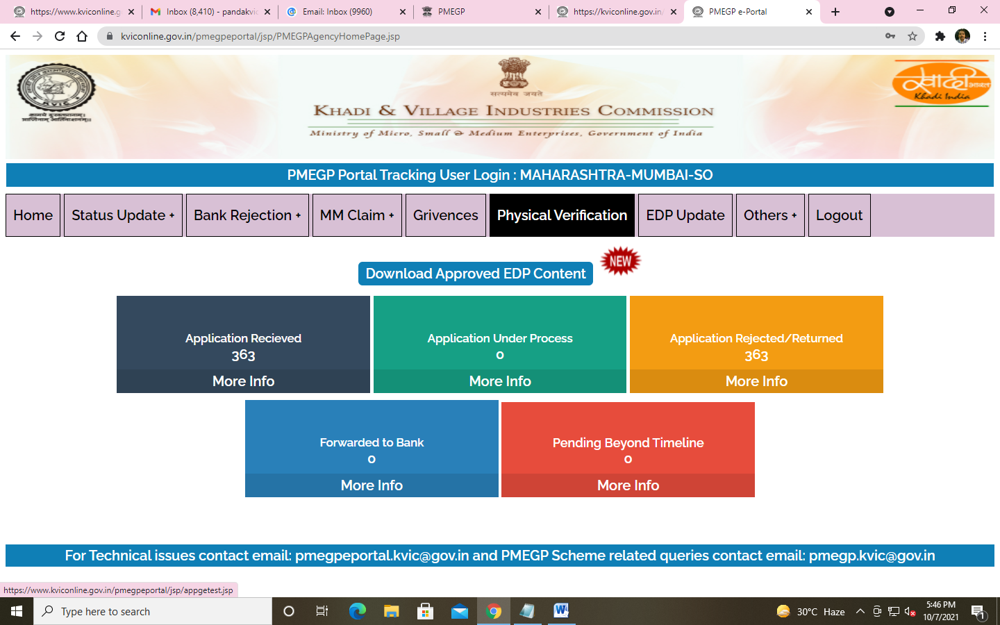 https://www.kviconline.g
Inbox (8,410) - pandakvic
Email: Inbox (9960)
PMEGP
https://kviconline.gov.in/
PMEGP e-Portal
kviconline.gov.in/pmegpeportal/jsp/PMEGPAgencyHomePage.jsp
KVIC
सत्यमेव जयते
KHADI & VILLAGE INDUSTRIES COMMISSION
Ministry of Micro, Small & Medium Enterprises, Government of India
खादी भारत
Khadi India
PMEGP Portal Tracking User Login : MAHARASHTRA-MUMBAI-SO
Home
Status Update +
Bank Rejection +
MM Claim +
Grivences
Physical Verification
EDP Update
Others +
Logout
Download Approved EDP Content
NEW
Application Recieved
363
More Info
Application Under Process
0
More Info
Application Rejected/Returned
363
More Info
Forwarded to Bank
0
More Info
Pending Beyond Timeline
0
More Info
For Technical issues contact email: pmegpeportal.kvic@gov.in and PMEGP Scheme related queries contact email: pmegp.kvic@gov.in
https://www.kviconline.gov.in/pmegpeportal/jsp/appgetest.jsp
Type here to search
30°C Haze
5:46 PM
10/7/2021
1